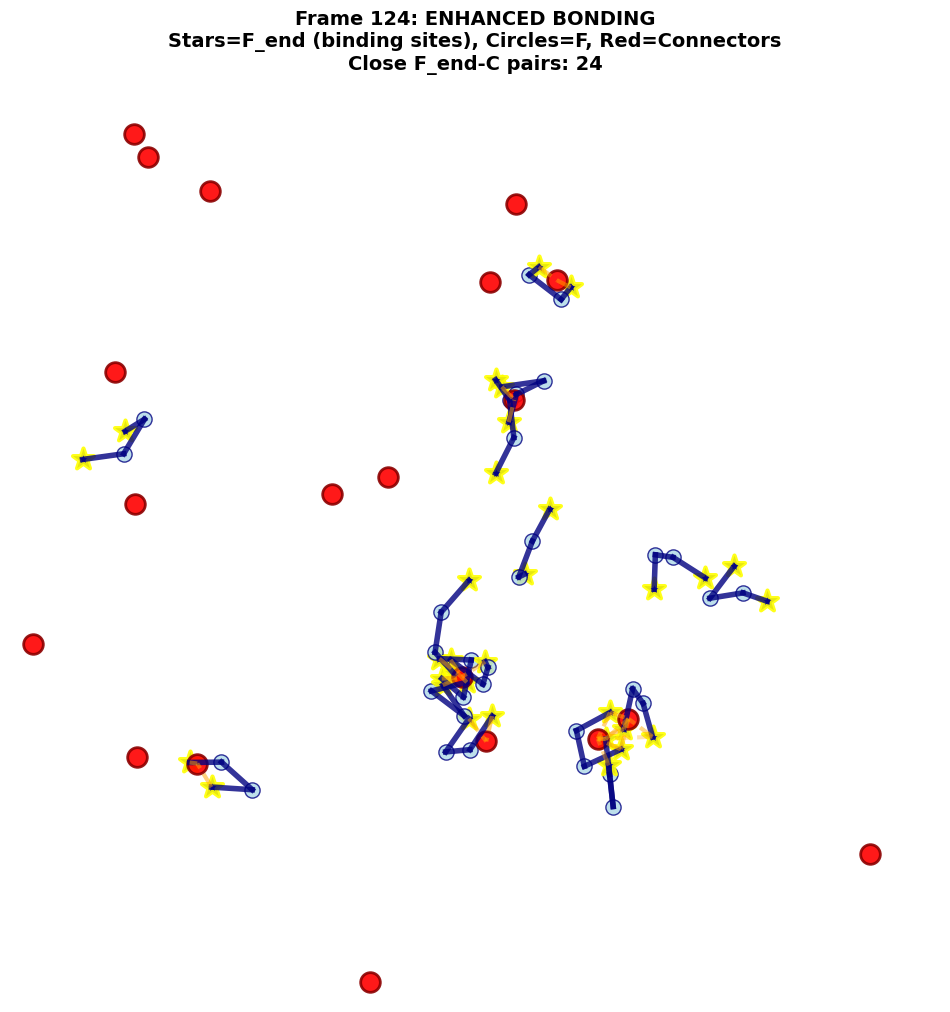 Frame 124: ENHANCED BONDING
Stars=F_end (binding sites), Circles=F, Red=Connectors
Close F_end-C pairs: 24